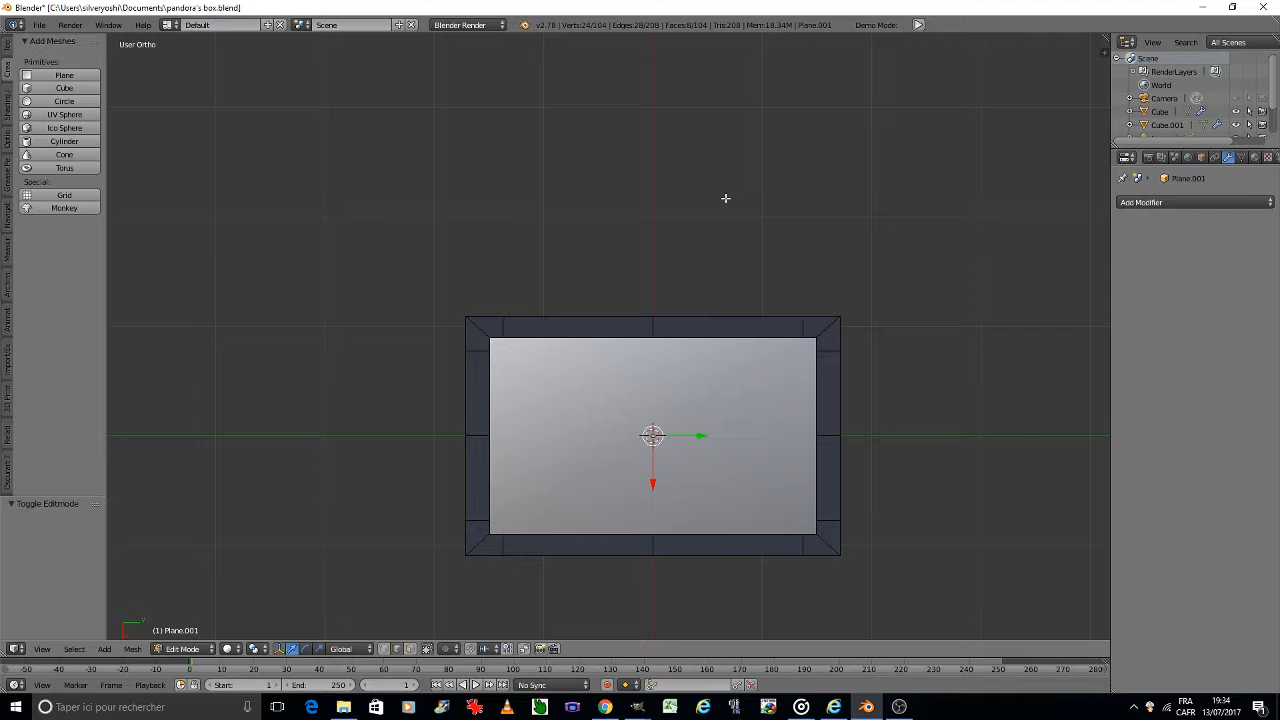 Blender* [C:\Users\silveryoshi\Documents\pandora's box.blend]
File Render Window Help Default Scene Blender Render v2.78 | Verts:24/104 | Edges:28/208 | Faces:8/104 | Tris:208 | Mem:18.34M | Plane.001 Demo Mode: View Search All Scenes
Add Meshes
User Ortho
Primitives:
Plane
Cube
Circle
UV Sphere
Ico Sphere
Cylinder
Cone
Torus
Special:
Grid
Monkey
Scene
RenderLayers
World
Camera
Cube
Cube.001
Plane.001
Add Modifier
Toggle Editmode
(1) Plane.001
View Select Add Mesh Edit Mode Global
-50 -40 -30 -20 -10 0 10 20 30 40 50 60 70 80 90 100 110 120 130 140 150 160 170 180 190 200 210 220 230 240 250 260 270 280
View Marker Frame Playback Start: 1 End: 250 1 No Sync
Taper ici pour rechercher
FRA 19:34
CAFR 13/07/2017